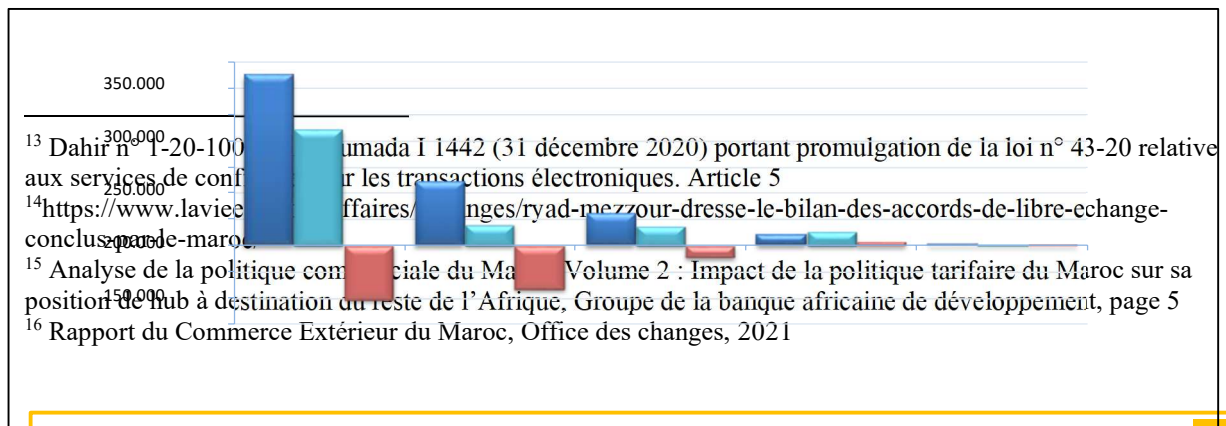 350.000
300.000
250.000
200.000
150.000
13 Dahir n° 1-20-100 umada I 1442 (31 décembre 2020) portant promulgation de la loi n° 43-20 relative
aux services de conf r les transactions électroniques. Article 5
14https://www.laviee ffaires/ nges/ryad-mezzour-dresse-le-bilan-des-accords-de-libre-echange-
conclus-par-le-maroc
15 Analyse de la politique com ciale du Ma Volume 2 : Impact de la politique tarifaire du Maroc sur sa
position de hub à destination du reste de l’Afrique, Groupe de la banque africaine de développement, page 5
16 Rapport du Commerce Extérieur du Maroc, Office des changes, 2021